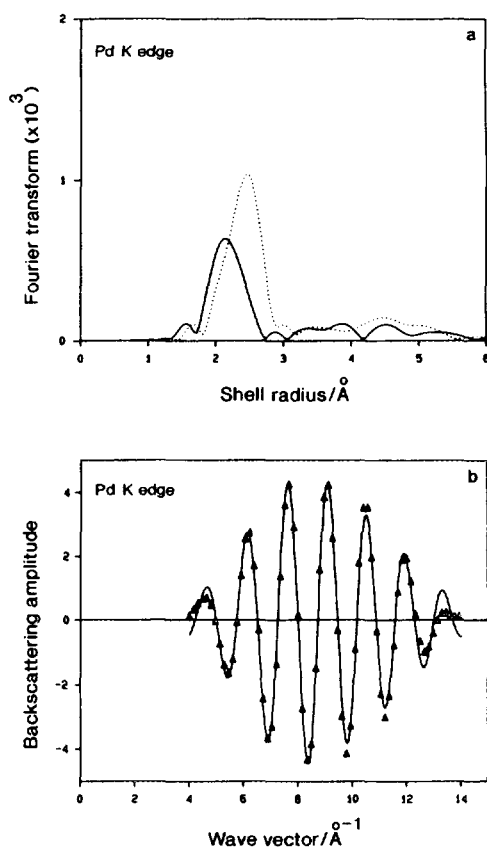 a
Pd K edge
Fourier transform (x10³)
2
1
0
0 1 2 3 4 5 6
Shell radius/Å
b
Pd K edge
Backscattering amplitude
4
2
0
-2
-4
0 2 4 6 8 10 12 14
Wave vector/Å⁻¹